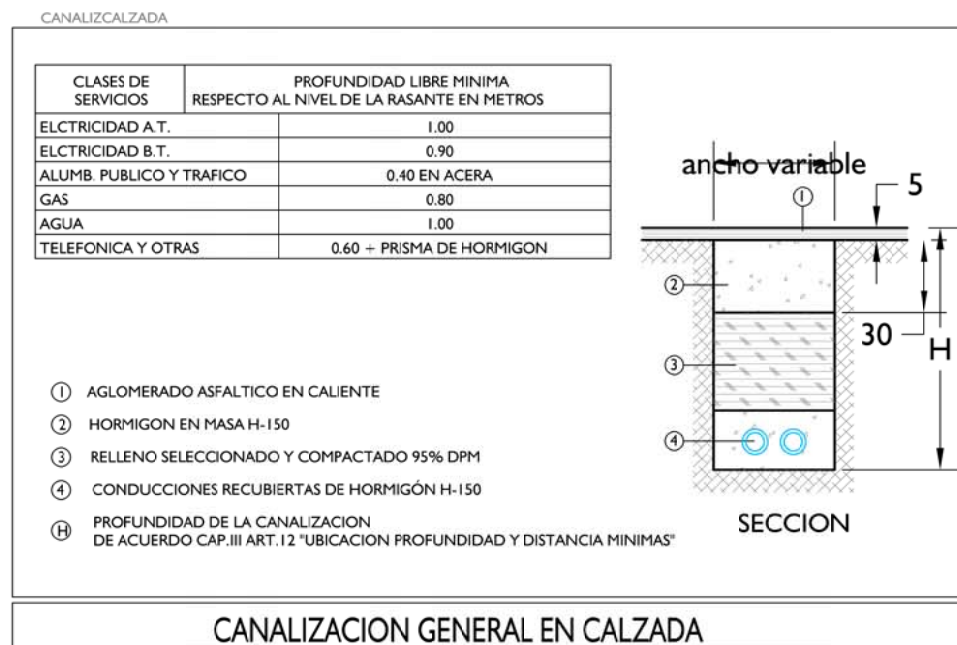 CANALIZCALZADA
CLASES DE SERVICIOS
PROFUNDIDAD LIBRE MINIMA
RESPECTO AL NIVEL DE LA RASANTE EN METROS
ELCTRICIDAD A.T. 1.00
ELCTRICIDAD B.T. 0.90
ALUMB. PUBLICO Y TRAFICO 0.40 EN ACERA
GAS 0.80
AGUA 1.00
TELEFONICA Y OTRAS 0.60 + PRISMA DE HORMIGON
ancho variable
1
5
2
30
H
3
4
SECCION
1 AGLOMERADO ASFALTICO EN CALIENTE
2 HORMIGON EN MASA H-150
3 RELLENO SELECCIONADO Y COMPACTADO 95% DPM
4 CONDUCCIONES RECUBIERTAS DE HORMIGÓN H-150
H PROFUNDIDAD DE LA CANALIZACION
DE ACUERDO CAP.III ART.12 "UBICACION PROFUNDIDAD Y DISTANCIA MINIMAS"
CANALIZACION GENERAL EN CALZADA